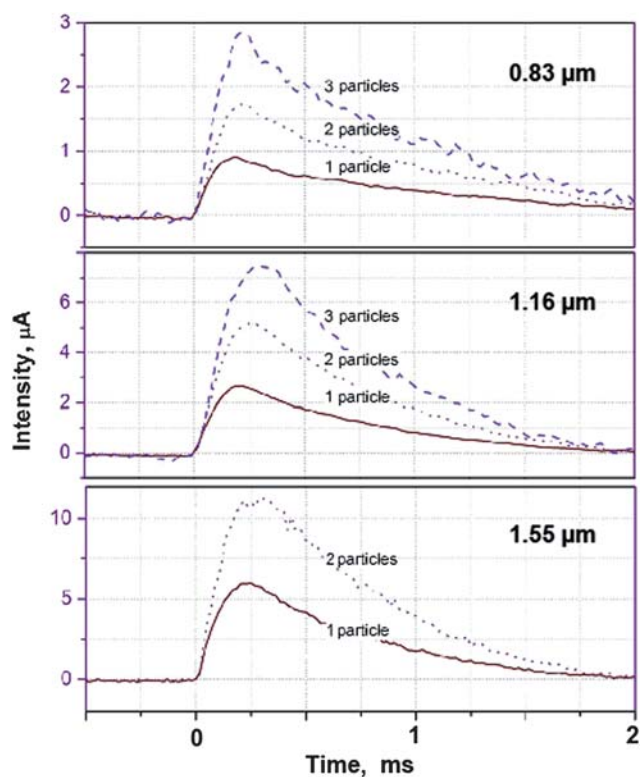 3
0.83 µm
3 particles
2
2 particles
1
1 particle
0
1.16 µm
6
3 particles
4
2 particles
1 particle
2
0
Intensity, µA
10
1.55 µm
2 particles
5
1 particle
0
0
1
2
Time, ms